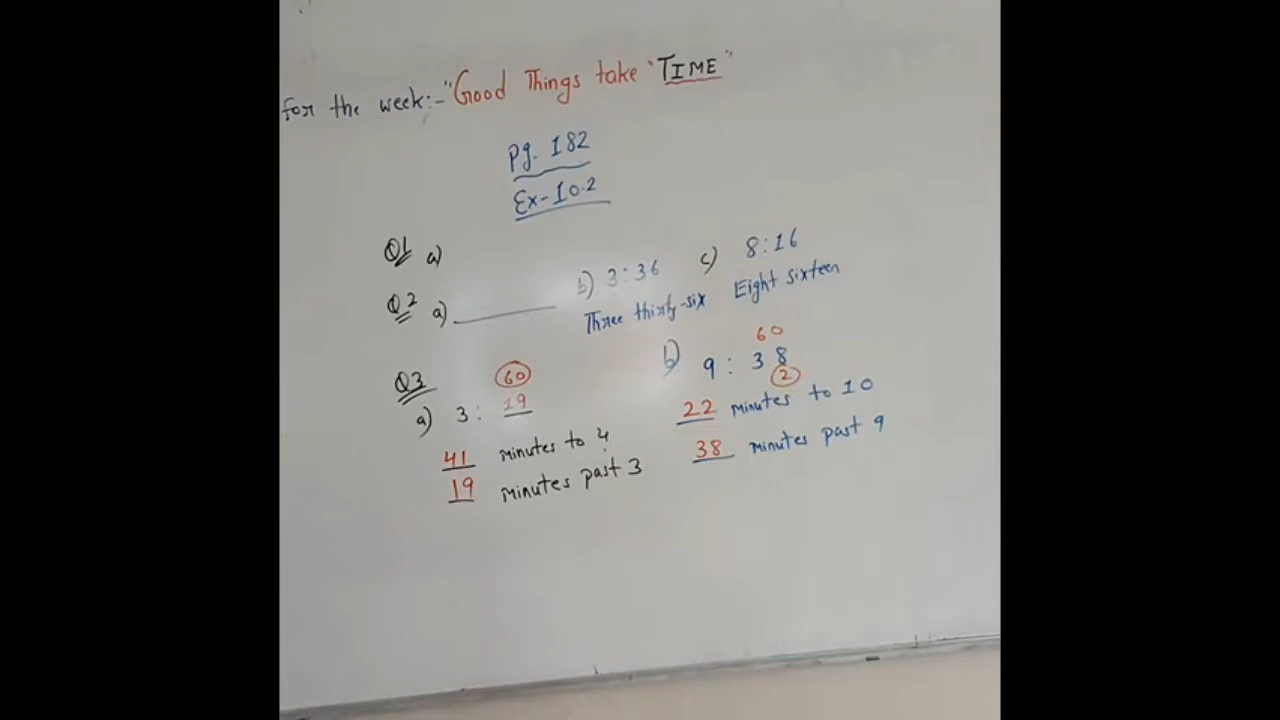 for the week:- "Good Things take "TIME"
Pg. 182
Ex-10.2
Q1 a)
Q2 a) b) 3:36 c) 8:16
Three thirty-six Eight sixteen
Q3
60 60
a) 3:19 b) 9:38
2
41 minutes to 4 22 minutes to 10
19 minutes past 3 38 minutes past 9